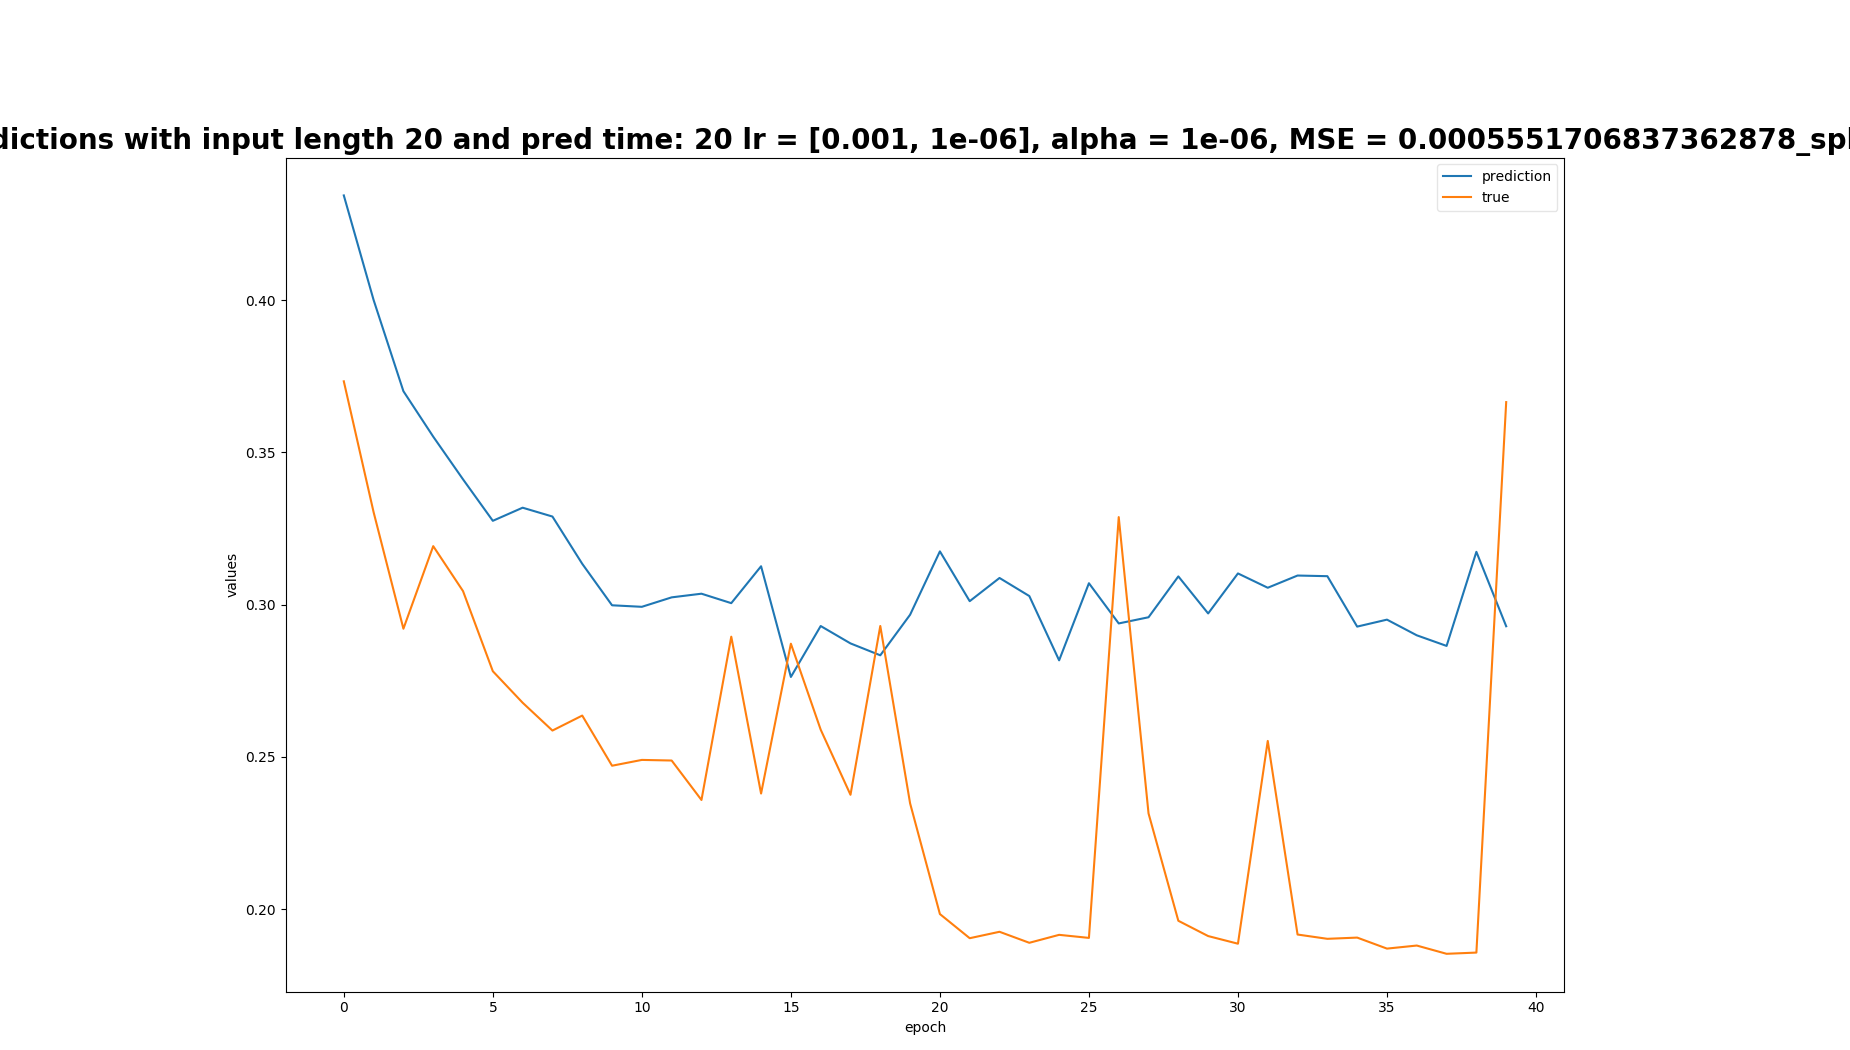 dictions with input length 20 and pred time: 20 lr = [0.001, 1e-06], alpha = 1e-06, MSE = 0.0005551706837362878_spl
prediction
true
values
0.40
0.35
0.30
0.25
0.20
0 5 10 15 20 25 30 35 40
epoch